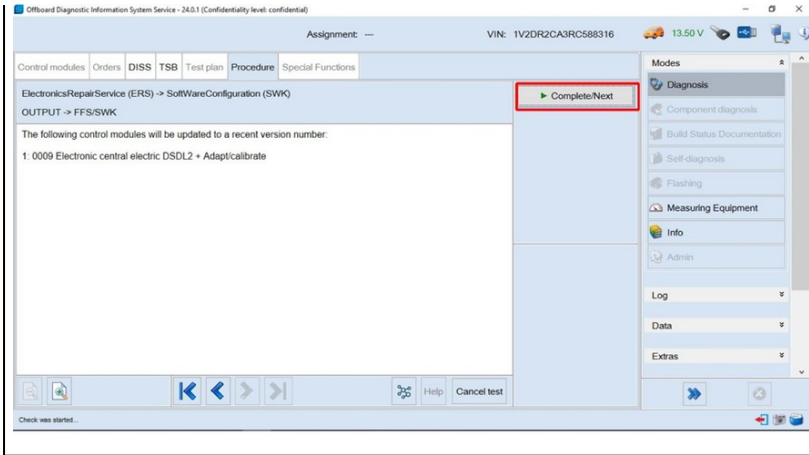 Offboard Diagnostic Information System Service - 24.0.1 (Confidentiality level: confidential)
Assignment: ---
VIN: 1V2DR2CA3RC588316
13.50 V
Control modules
Orders
DISS
TSB
Test plan
Procedure
Special Functions
ElectronicsRepairService (ERS) -> SoftWareConfiguration (SWK)
OUTPUT -> FFS/SWK
The following control modules will be updated to a recent version number:
1: 0009 Electronic central electric DSDL2 + Adapt/calibrate
Complete/Next
Modes
Diagnosis
Component diagnosis
Build Status Documentation
Self-diagnosis
Flashing
Measuring Equipment
Info
Admin
Log
Data
Extras
Help
Cancel test
Check was started...